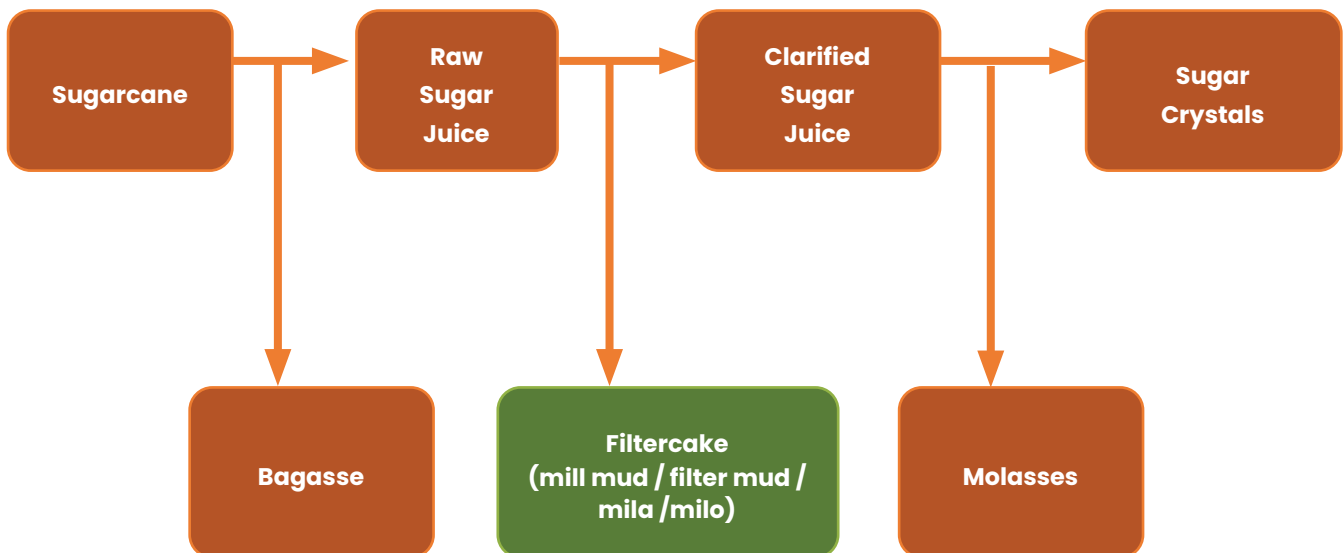 Sugarcane
Raw
Sugar
Juice
Clarified
Sugar
Juice
Sugar
Crystals
Bagasse
Filtercake
(mill mud / filter mud /
mila /milo)
Molasses